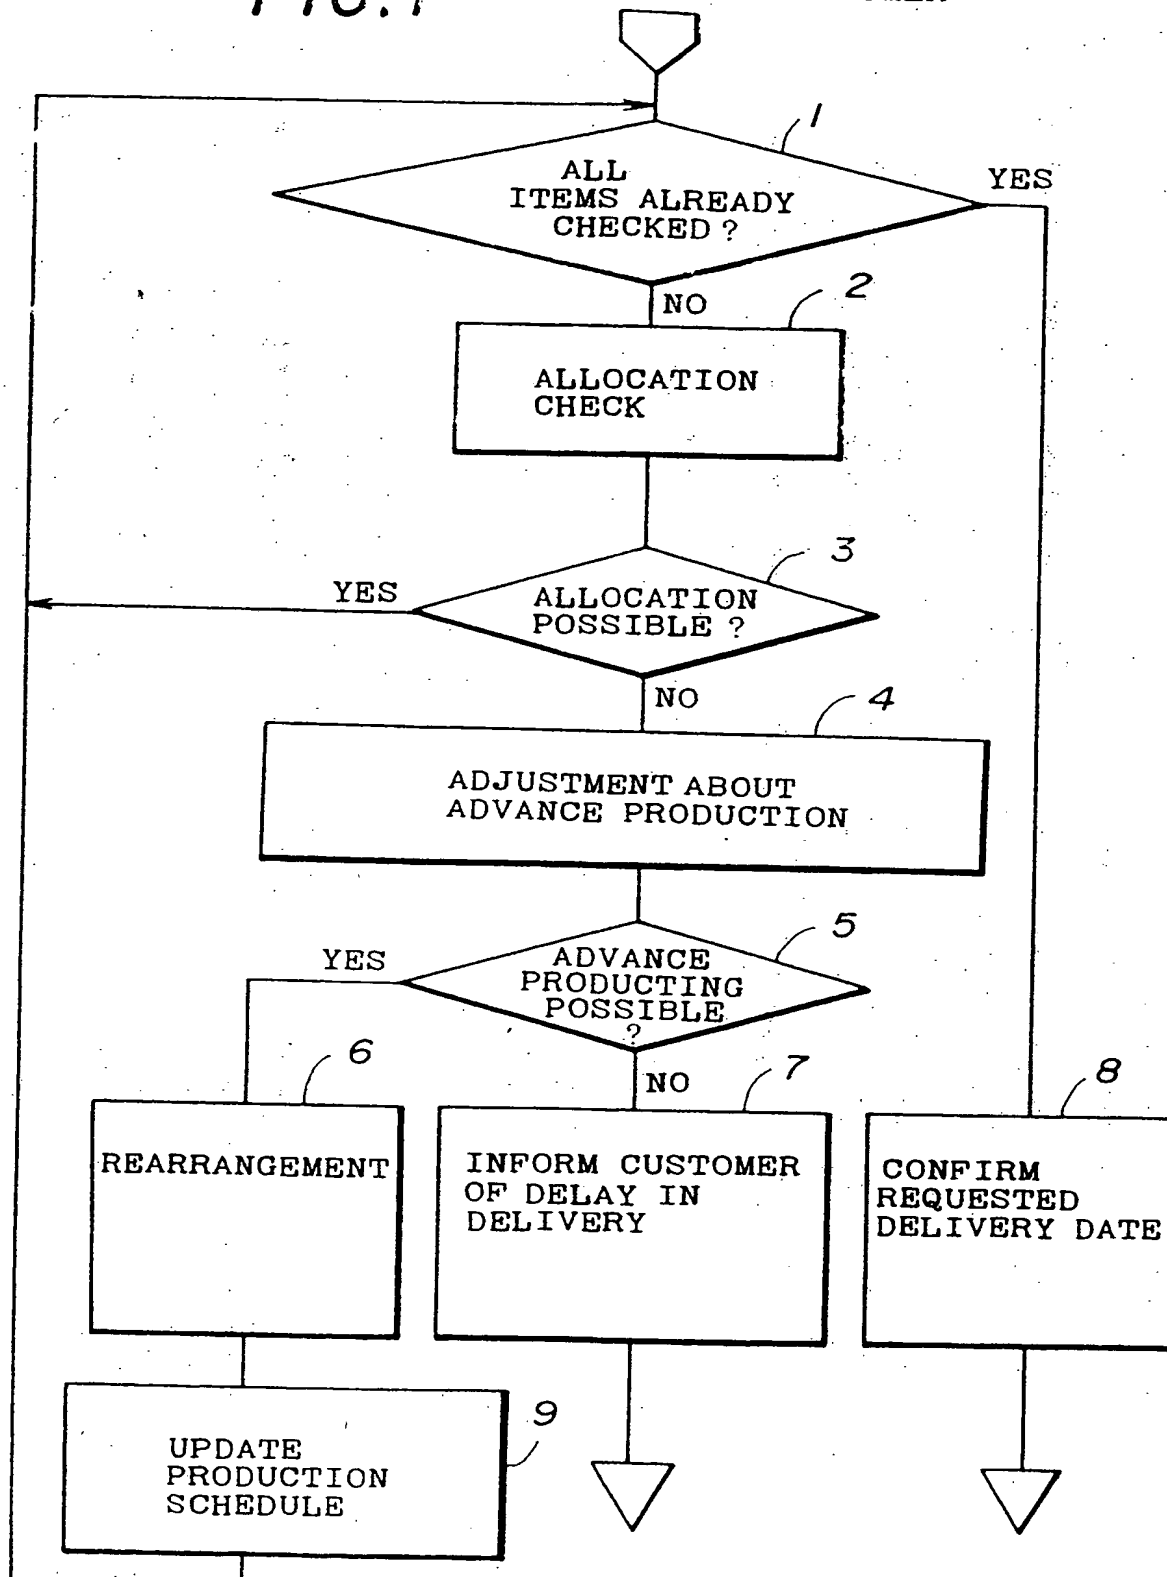 FIG. 1
1
ALL
ITEMS ALREADY
CHECKED ?
YES
NO
2
ALLOCATION
CHECK
3
YES
ALLOCATION
POSSIBLE ?
NO
4
ADJUSTMENT ABOUT
ADVANCE PRODUCTION
5
YES
ADVANCE
PRODUCTING
POSSIBLE
?
NO
6
7
8
REARRANGEMENT
INFORM CUSTOMER
OF DELAY IN
DELIVERY
CONFIRM
REQUESTED
DELIVERY DATE
9
UPDATE
PRODUCTION
SCHEDULE